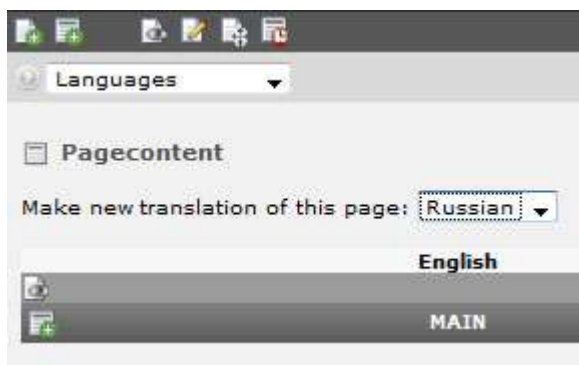 Languages
Pagecontent
Make new translation of this page: Russian
English
MAIN